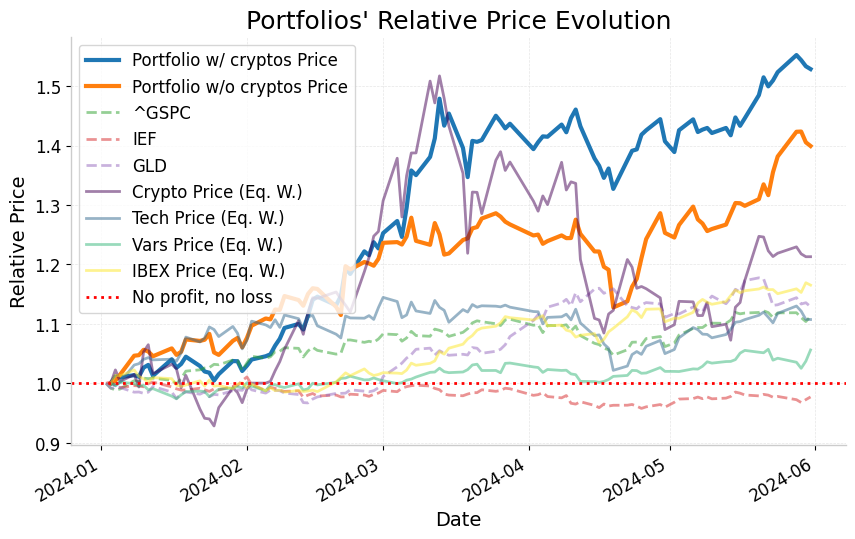 Portfolios' Relative Price Evolution
Portfolio w/ cryptos Price
Portfolio w/o cryptos Price
^GSPC
IEF
GLD
Crypto Price (Eq. W.)
Tech Price (Eq. W.)
Vars Price (Eq. W.)
IBEX Price (Eq. W.)
No profit, no loss
Relative Price
1.5
1.4
1.3
1.2
1.1
1.0
0.9
2024-01
2024-02
2024-03
2024-04
2024-05
2024-06
Date